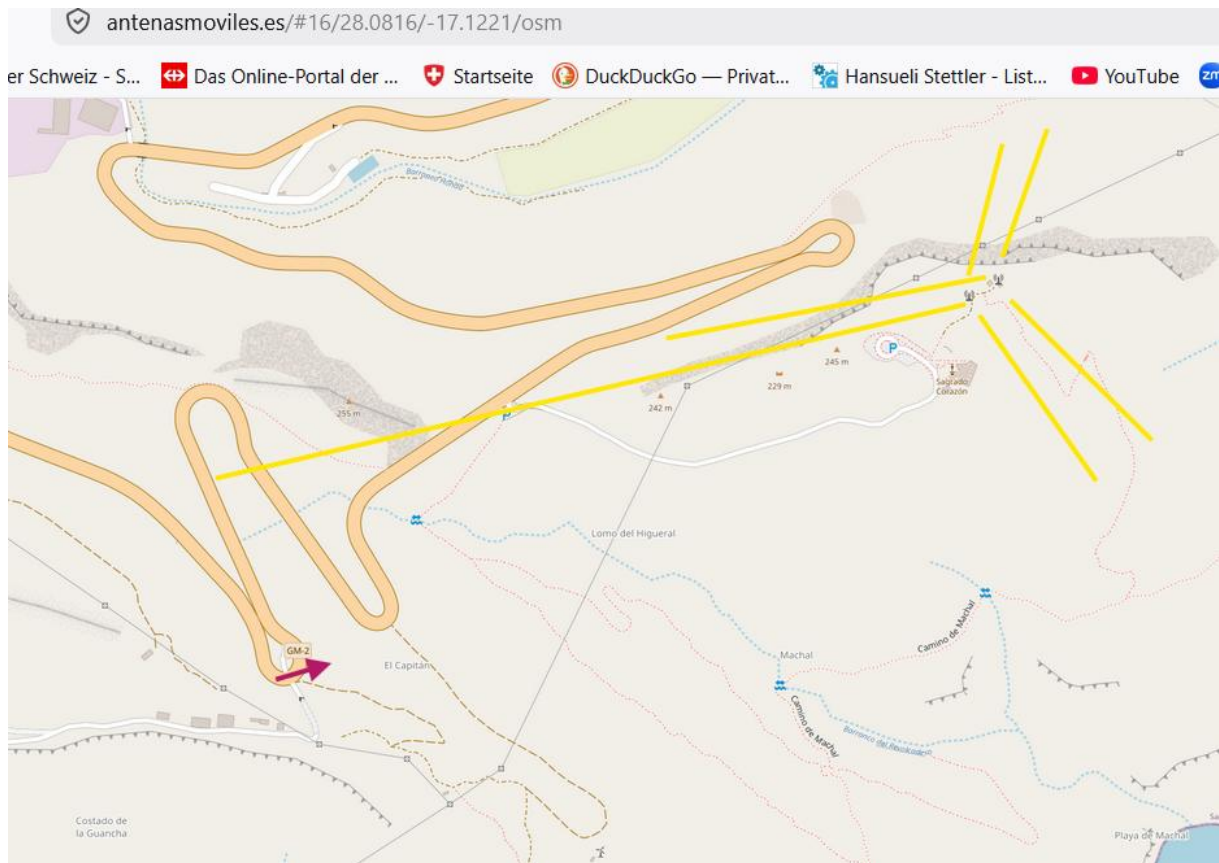 antenasmoviles.es/#16/28.0816/-17.1221/osm
er Schweiz - S...
Das Online-Portal der ...
Startseite
DuckDuckGo — Privat...
Hansueli Stettler - List...
YouTube
zm
P
245 m
229 m
Sagrado
Corazón
242 m
255 m
P
Lomo del Higueral
GM-2
El Capitán
Machal
Camino de Machal
Camino de Machal
Costado de
la Guancha
Playa de Machal